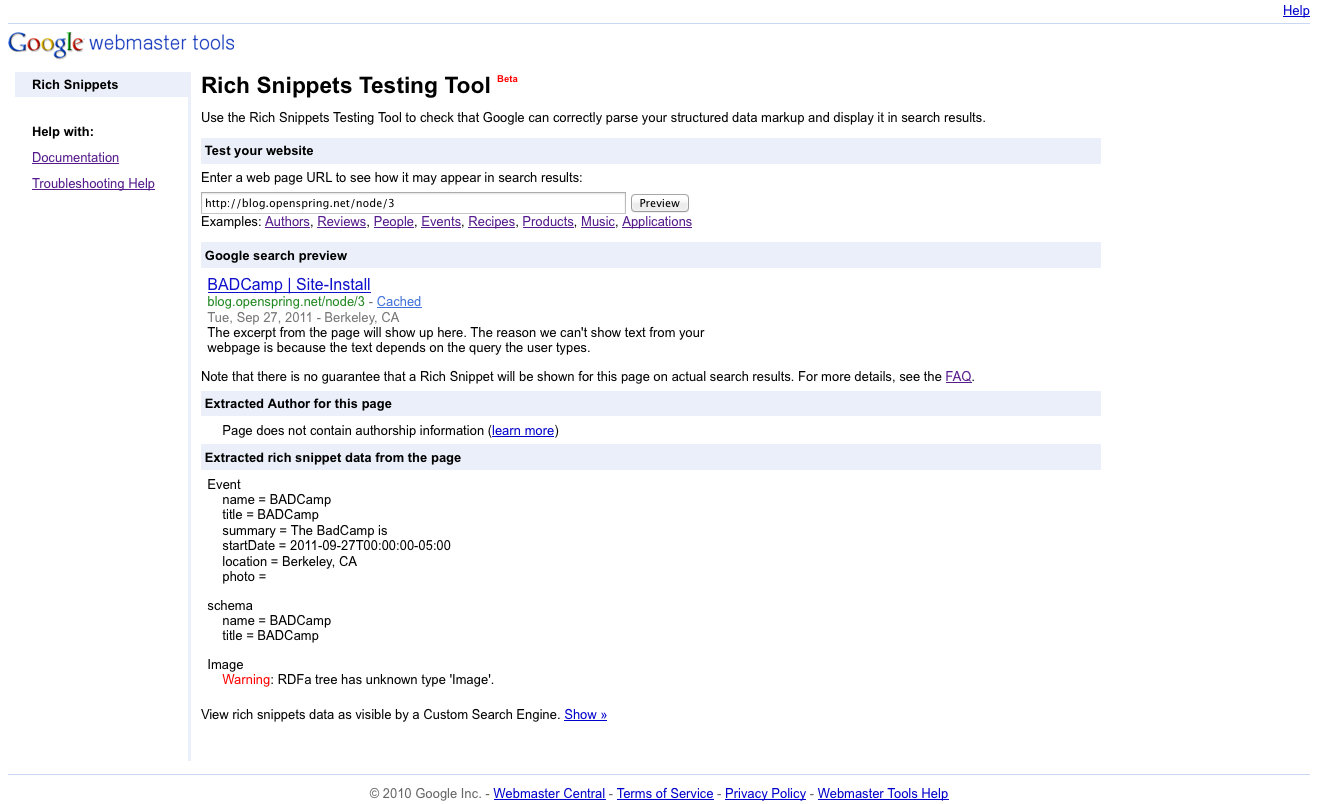 Help
Google webmaster tools
Rich Snippets
Help with:
Documentation
Troubleshooting Help
Rich Snippets Testing Tool Beta
Use the Rich Snippets Testing Tool to check that Google can correctly parse your structured data markup and display it in search results.
Test your website
Enter a web page URL to see how it may appear in search results:
http://blog.openspring.net/node/3 Preview
Examples: Authors, Reviews, People, Events, Recipes, Products, Music, Applications
Google search preview
BADCamp | Site-Install
blog.openspring.net/node/3 - Cached
Tue, Sep 27, 2011 - Berkeley, CA
The excerpt from the page will show up here. The reason we can't show text from your
webpage is because the text depends on the query the user types.
Note that there is no guarantee that a Rich Snippet will be shown for this page on actual search results. For more details, see the FAQ.
Extracted Author for this page
Page does not contain authorship information (learn more)
Extracted rich snippet data from the page
Event
name = BADCamp
title = BADCamp
summary = The BadCamp is
startDate = 2011-09-27T00:00:00-05:00
location = Berkeley, CA
photo =
schema
name = BADCamp
title = BADCamp
Image
Warning: RDFa tree has unknown type 'Image'.
View rich snippets data as visible by a Custom Search Engine. Show »
© 2010 Google Inc. - Webmaster Central - Terms of Service - Privacy Policy - Webmaster Tools Help